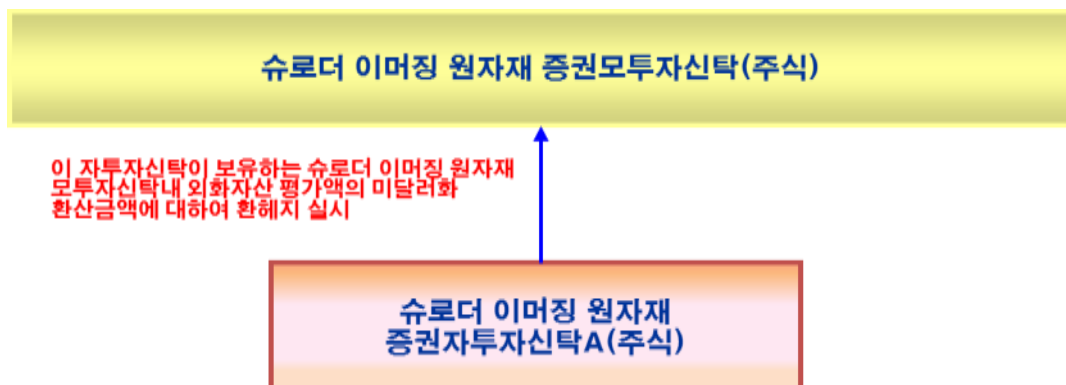 슈로더 이머징 원자재 증권모투자신탁(주식)
이 자투자신탁이 보유하는 슈로더 이머징 원자재
모투자신탁내 외화자산 평가액의 미달러화
환산금액에 대하여 환헤지 실시
슈로더 이머징 원자재
증권자투자신탁A(주식)